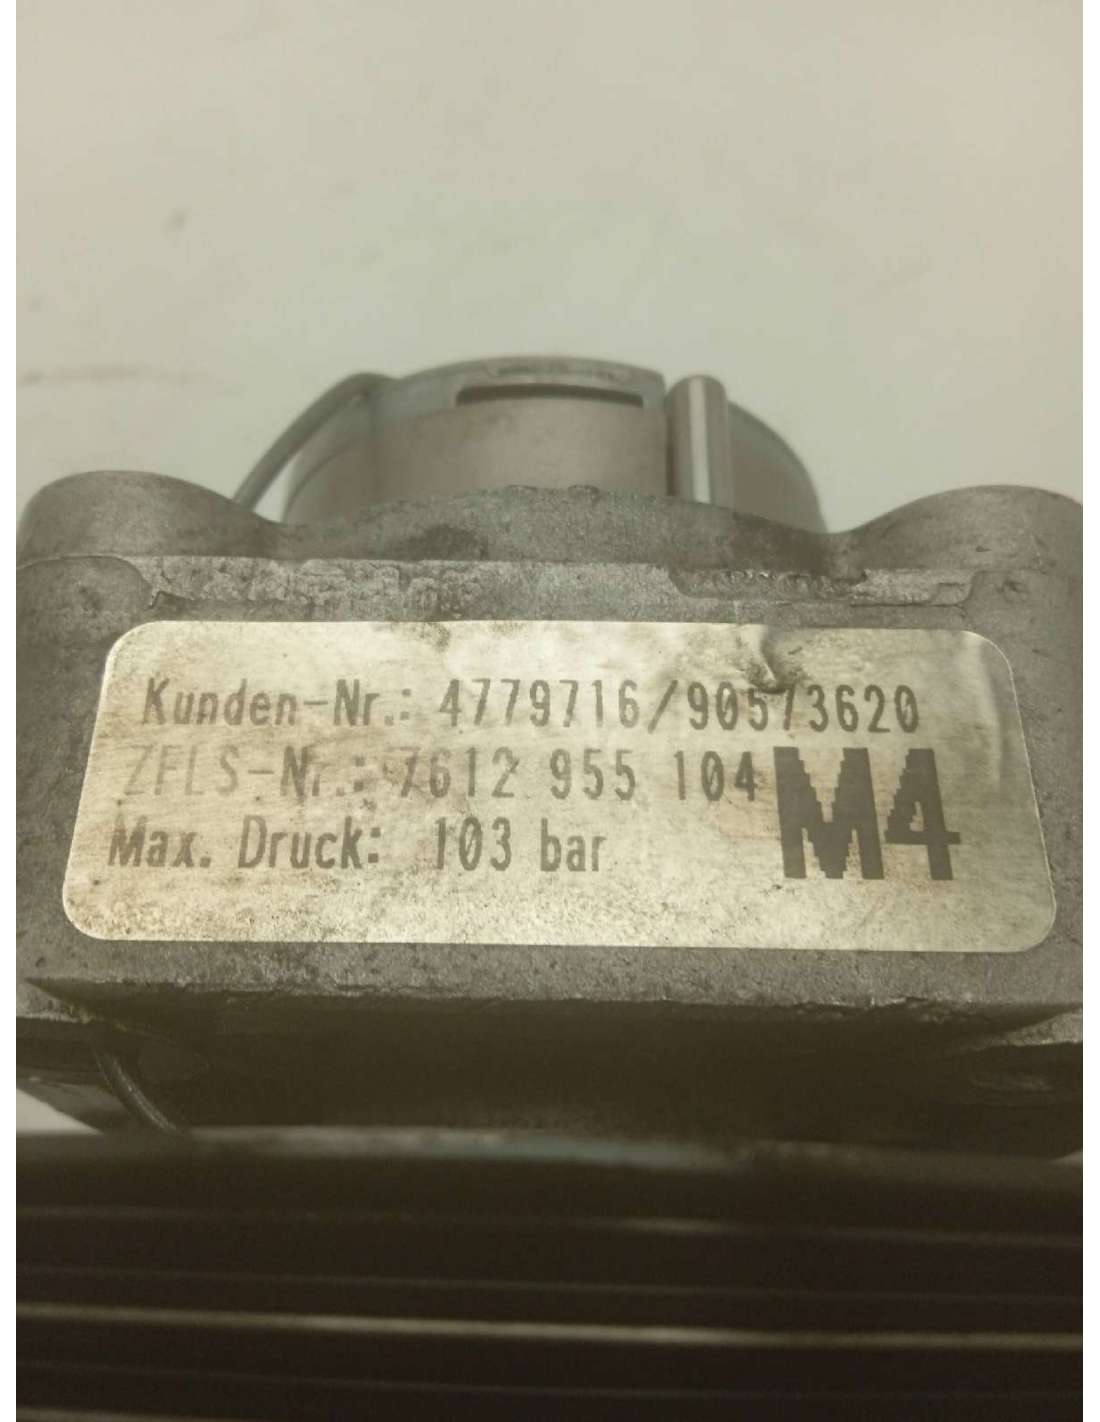 Kunden-Nr.: 4779716/90573620
ZFLS-Nr.: 7612 955 104
M4
Max. Druck: 103 bar